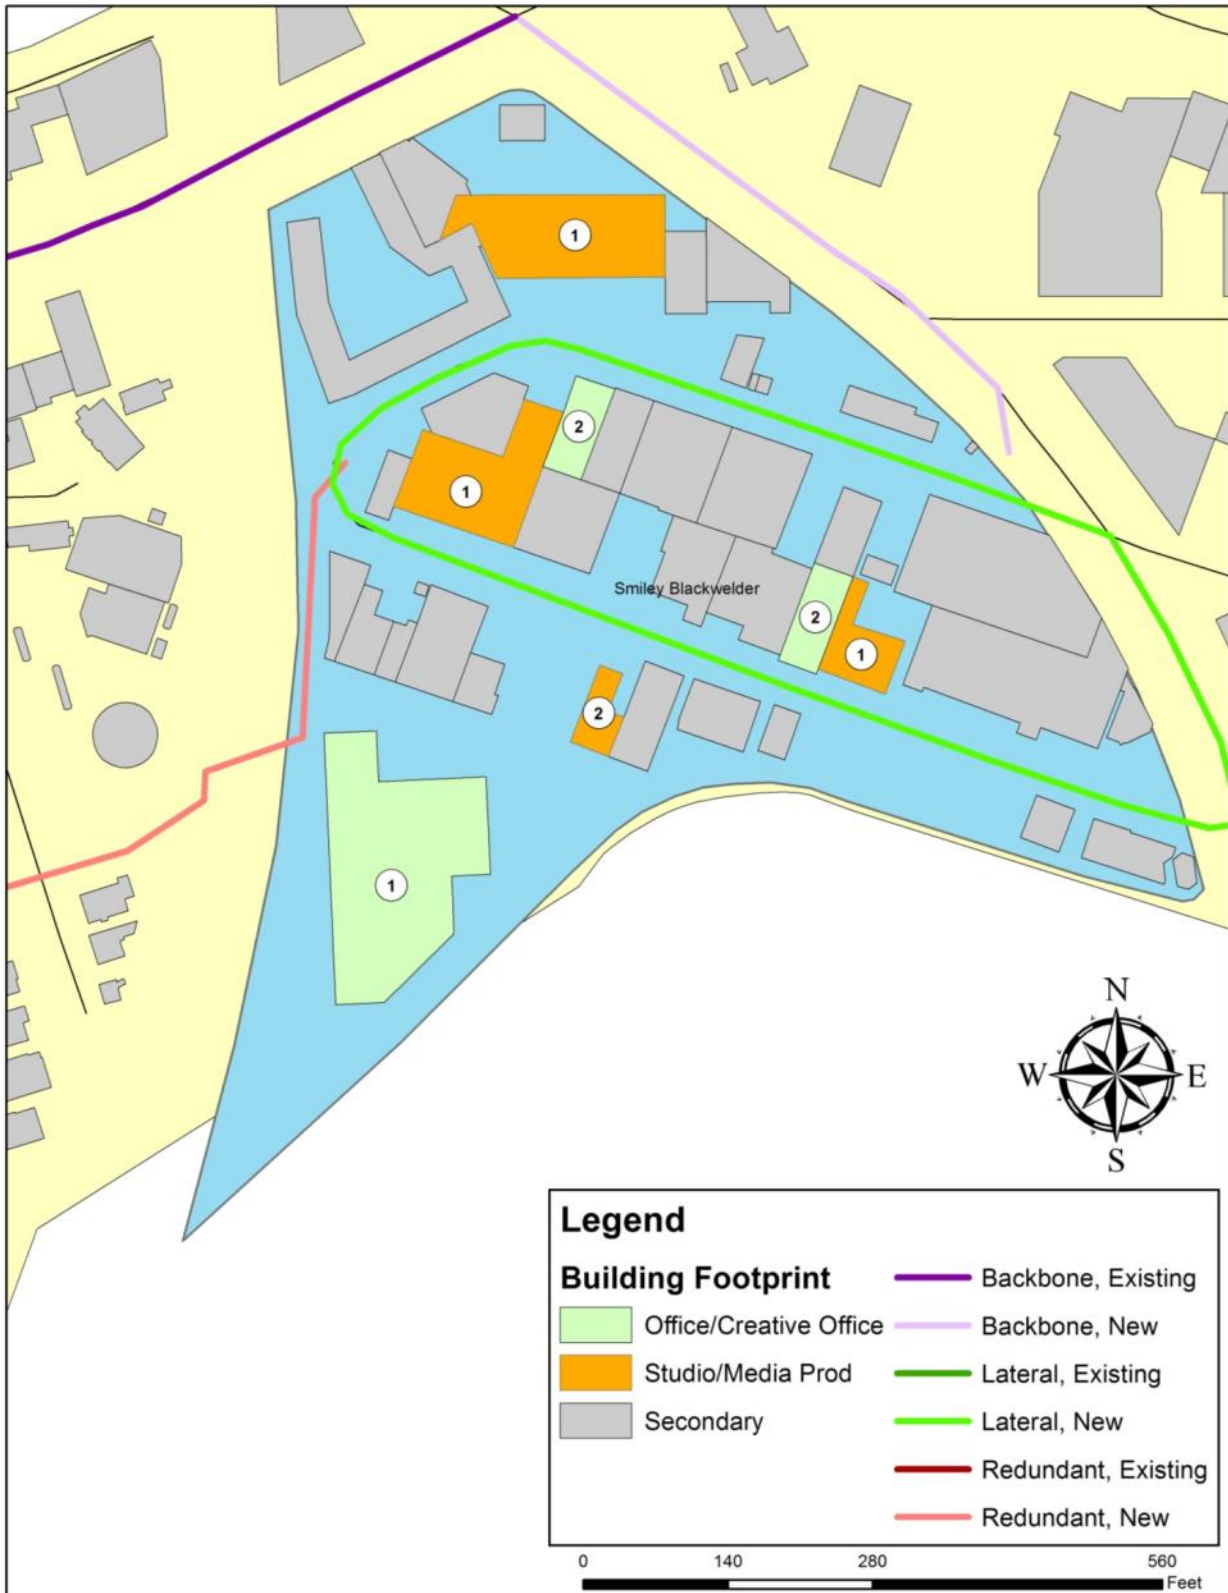 1
2
1
Smiley Blackwelder
2
1
2
1
N
W E
S
Legend
Building Footprint
Office/Creative Office
Studio/Media Prod
Secondary
Backbone, Existing
Backbone, New
Lateral, Existing
Lateral, New
Redundant, Existing
Redundant, New
0 140 280 560
Feet